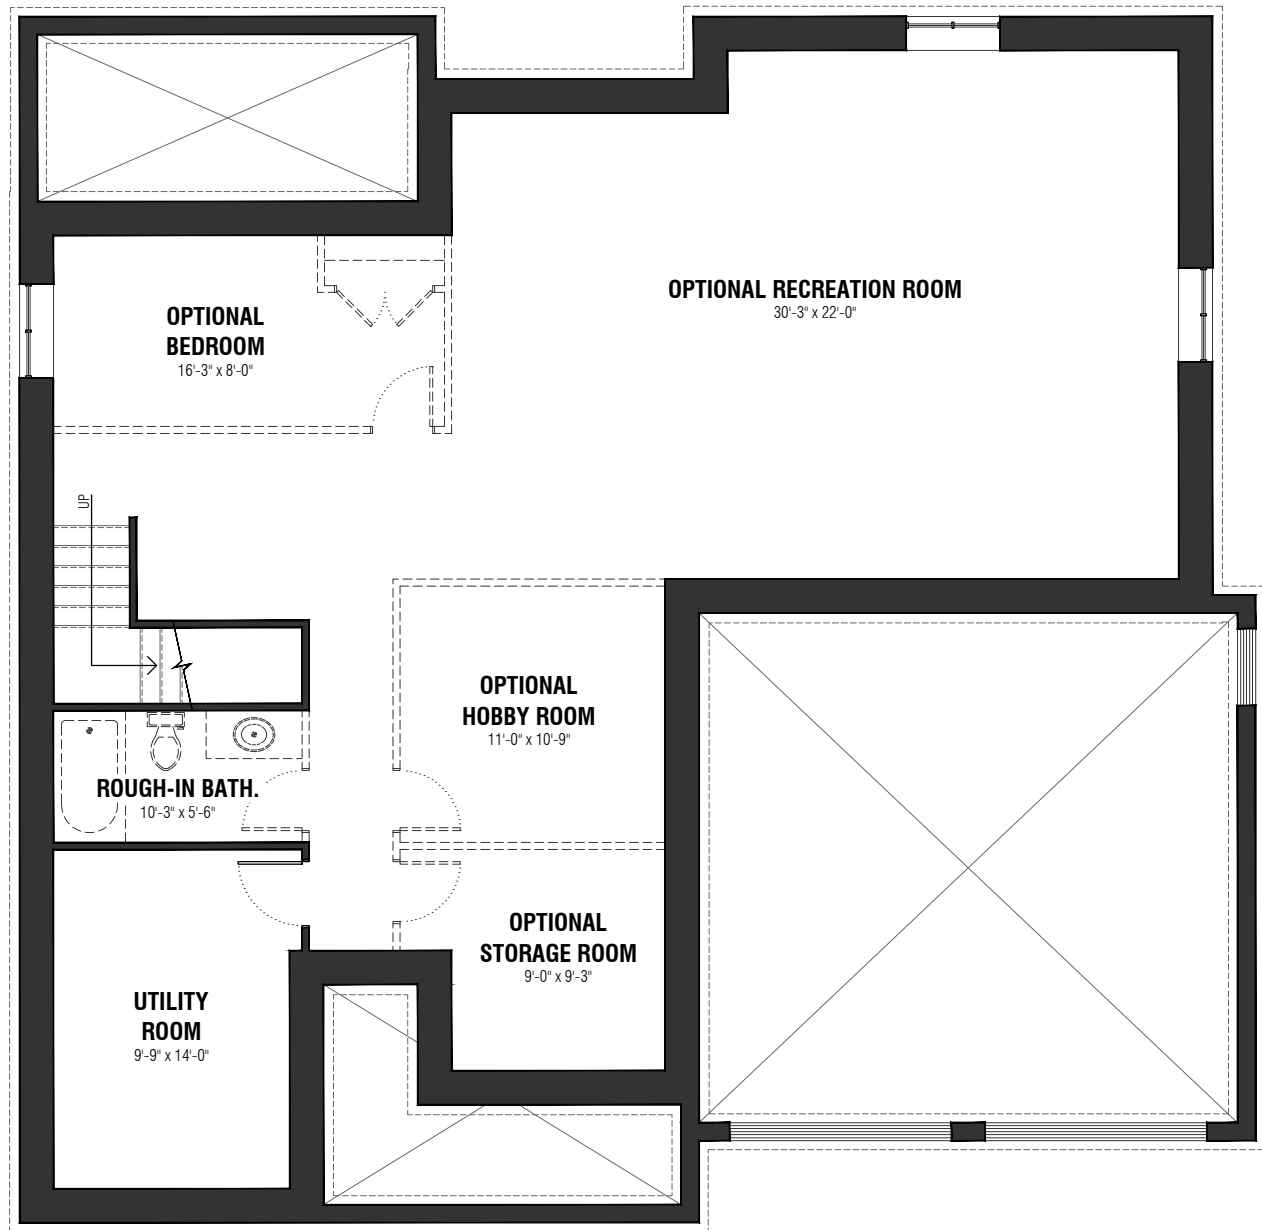 OPTIONAL RECREATION ROOM
30'-3" x 22'-0"
OPTIONAL
BEDROOM
16'-3" x 8'-0"
UP
OPTIONAL
HOBBY ROOM
11'-0" x 10'-9"
ROUGH-IN BATH.
10'-3" x 5'-6"
OPTIONAL
STORAGE ROOM
9'-0" x 9'-3"
UTILITY
ROOM
9'-9" x 14'-0"